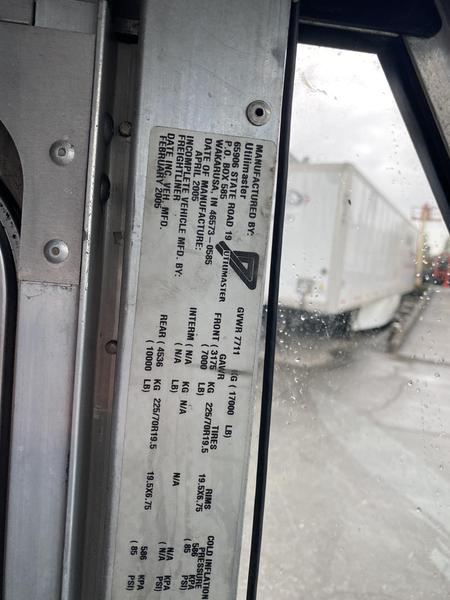 MANUFACTURED BY:
Utilimaster
65906 STATE ROAD 19
P.O. BOX 585
WAKARUSA, IN 46573-0585
DATE OF MANUFACTURE:
APRIL 2005
INCOMPLETE VEHICLE MFD. BY:
FREIGHTLINER
DATE INC. VEH. MFD.
FEBRUARY 2005
UTILIMASTER
GVWR 7711 KG ( 17000 LB)
GAWR TIRES RIMS COLD INFLATION PRESSURE
FRONT ( 3175 KG 225/70R19.5 19.5X6.75 586 KPA
( 7000 LB) ( 85 PSI)
INTERM ( N/A KG N/A N/A N/A KPA
( N/A LB) ( N/A PSI)
REAR ( 4536 KG 225/70R19.5 19.5X6.75 586 KPA
( 10000 LB) ( 85 PSI)